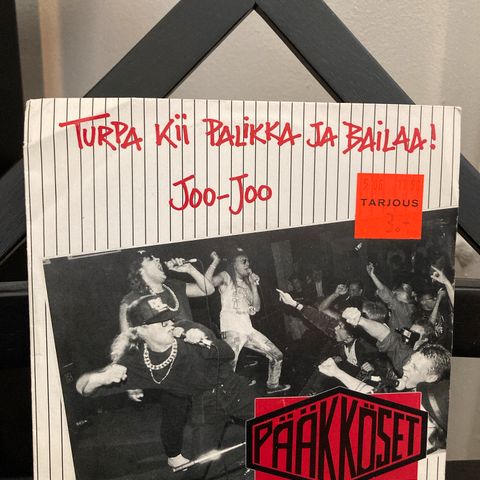 TURPA Kii PALIKKA JA BAILAA!
JOO-JOO
TARJOUS
3.-
PÄÄKKÖSET